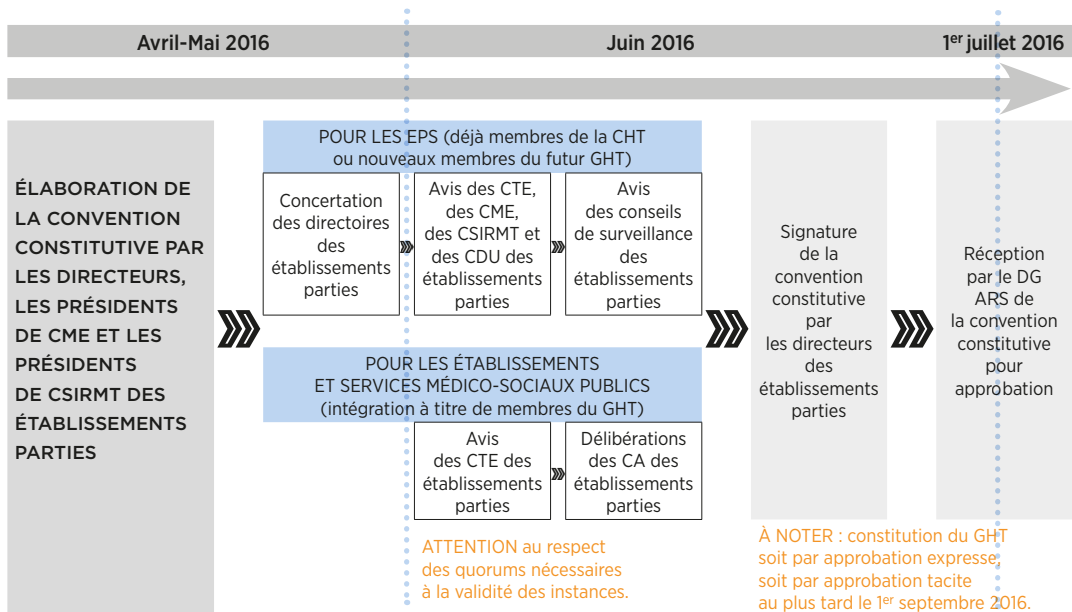 Avril-Mai 2016
Juin 2016
1er juillet 2016
ÉLABORATION DE
LA CONVENTION
CONSTITUTIVE PAR
LES DIRECTEURS,
LES PRÉSIDENTS
DE CME ET LES
PRÉSIDENTS
DE CSIRMT DES
ÉTABLISSEMENTS
PARTIES
POUR LES EPS (déjà membres de la CHT
ou nouveaux membres du futur GHT)
Concertation
des directoires
des
établissements
parties
Avis des CTE,
des CME,
des CSIRMT et
des CDU des
établissements
parties
Avis
des conseils
de surveillance
des
établissements
parties
POUR LES ÉTABLISSEMENTS
ET SERVICES MÉDICO-SOCIAUX PUBLICS
(intégration à titre de membres du GHT)
Avis
des CTE des
établissements
parties
Délibérations
des CA des
établissements
parties
ATTENTION au respect
des quorums nécessaires
à la validité des instances.
Signature
de la
convention
constitutive
par
les directeurs
des
établissements
parties
Réception
par le DG
ARS de
la convention
constitutive
pour
approbation
À NOTER : constitution du GHT
soit par approbation expresse,
soit par approbation tacite
au plus tard le 1er septembre 2016.